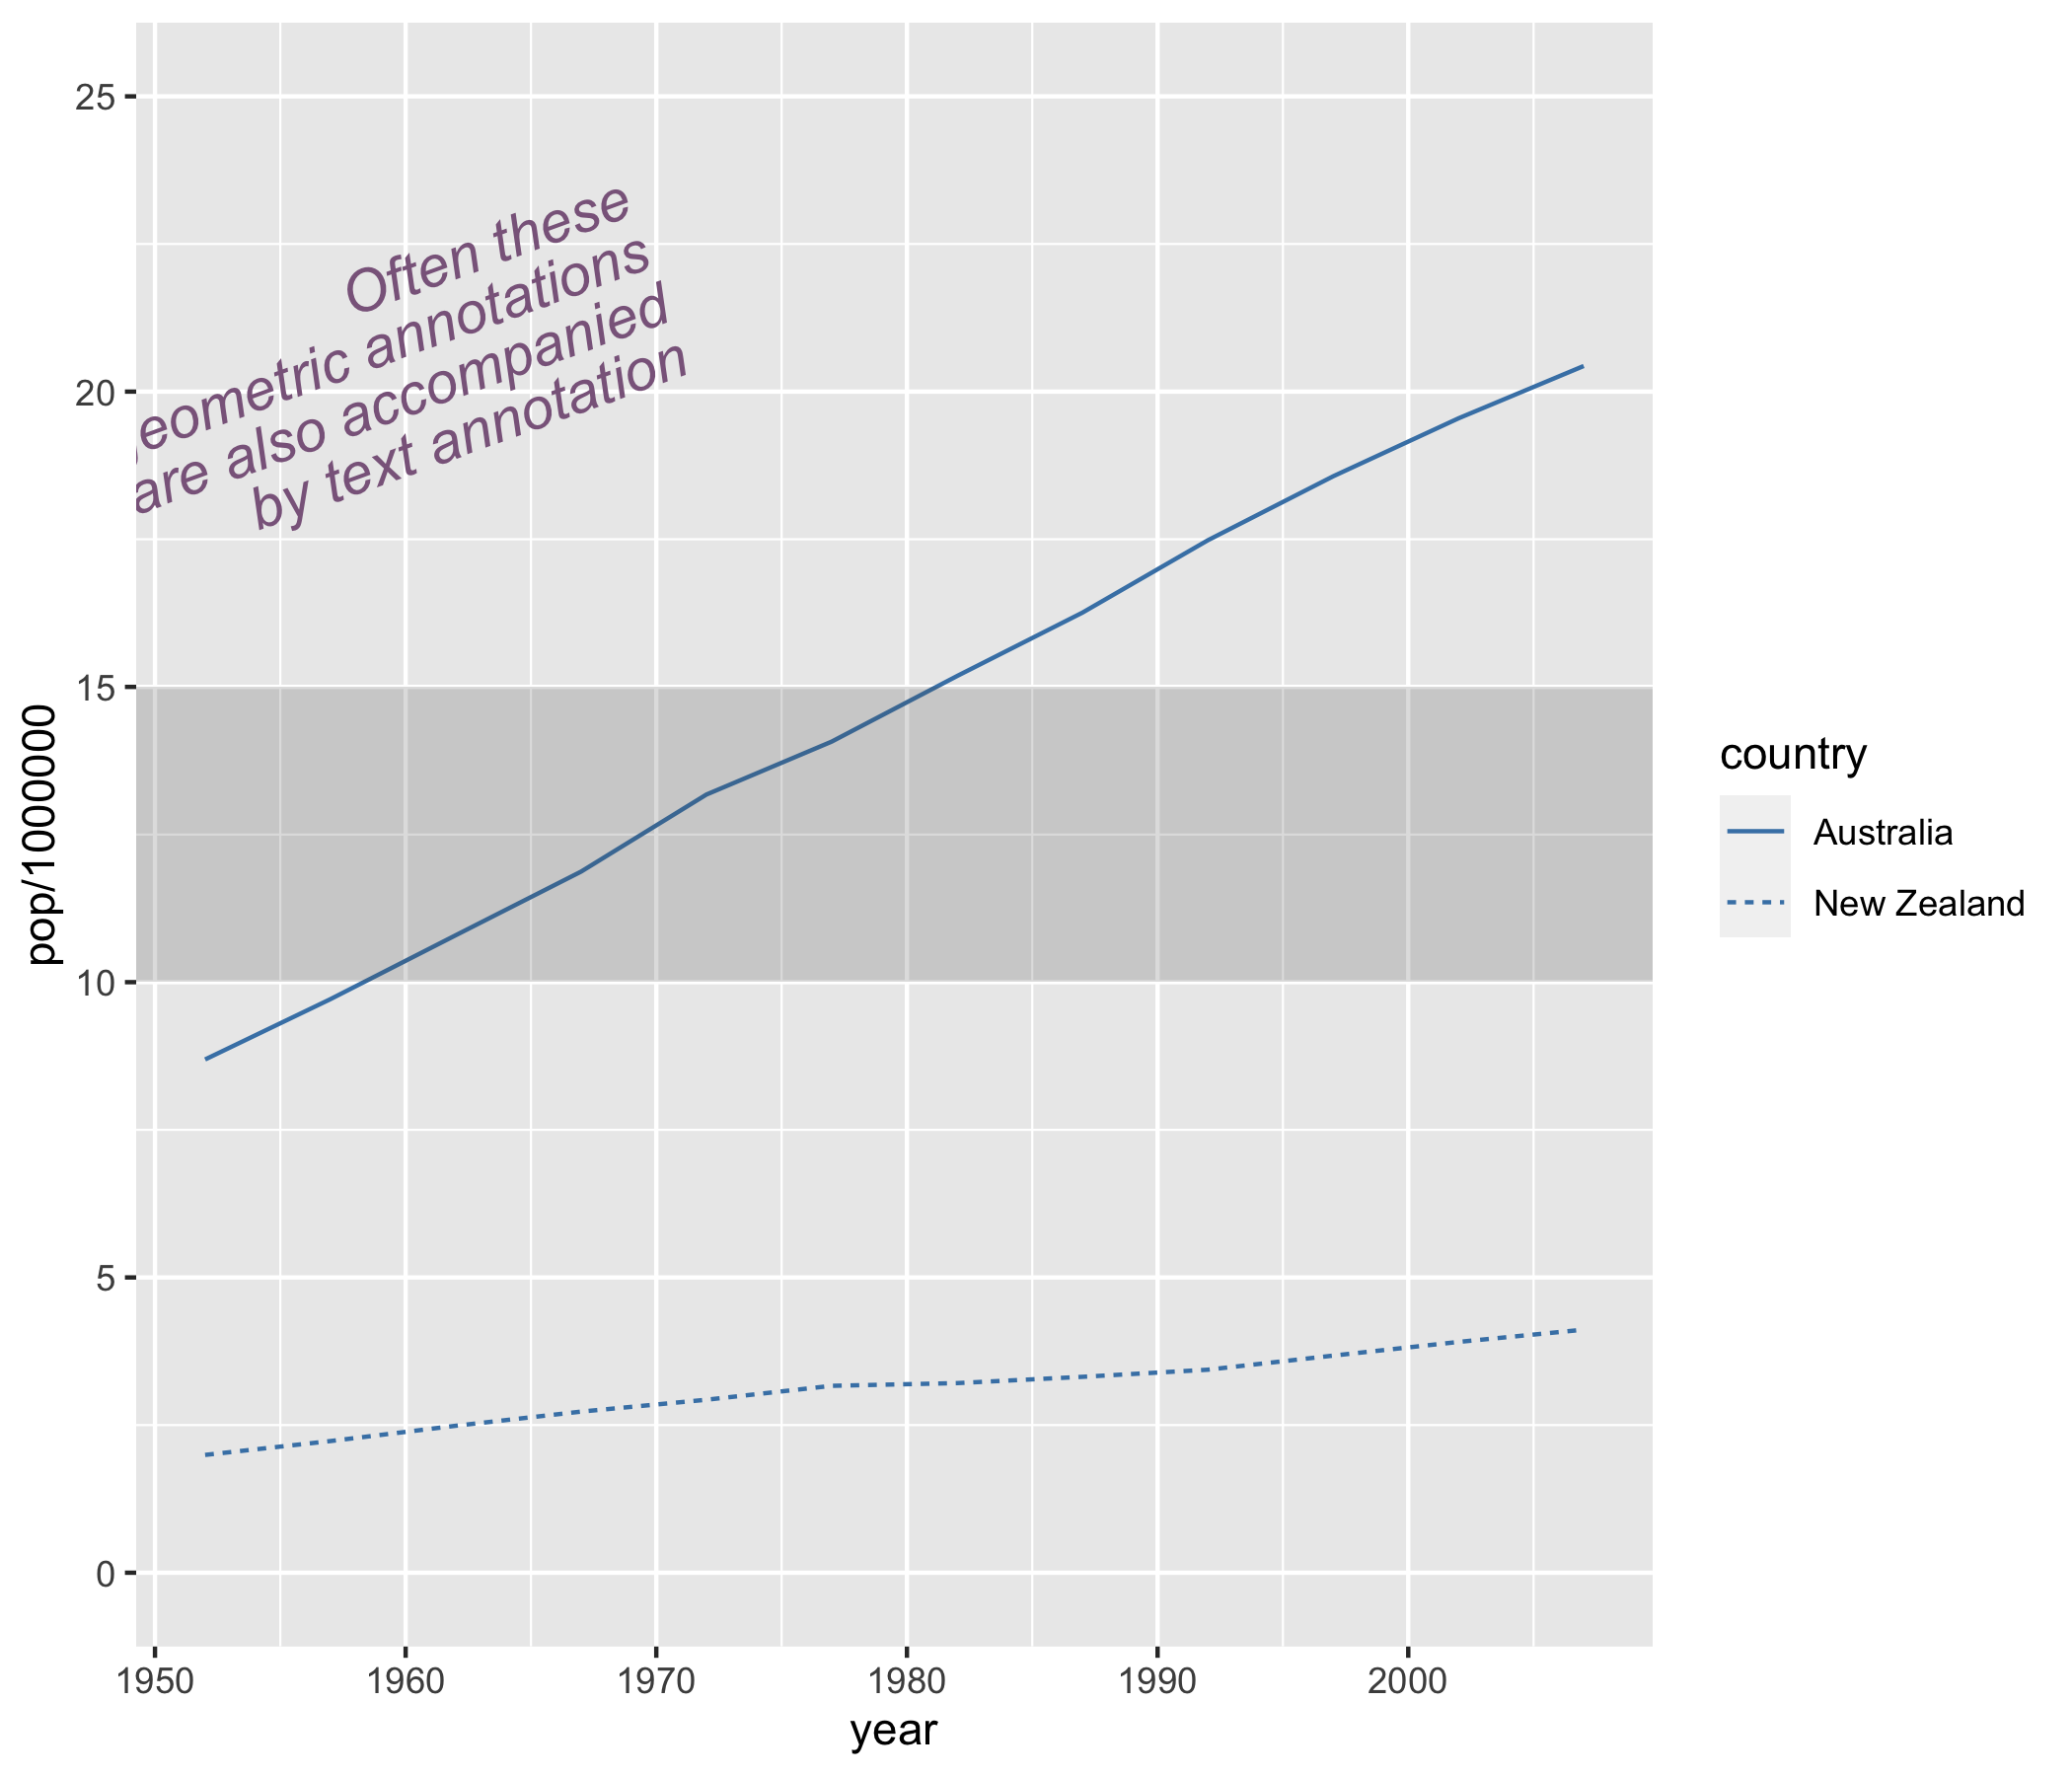 25
20
15
10
5
0
pop/1000000
Often these
eometric annotations
are also accompanied
by text annotation
1950 1960 1970 1980 1990 2000
year
country
Australia
New Zealand